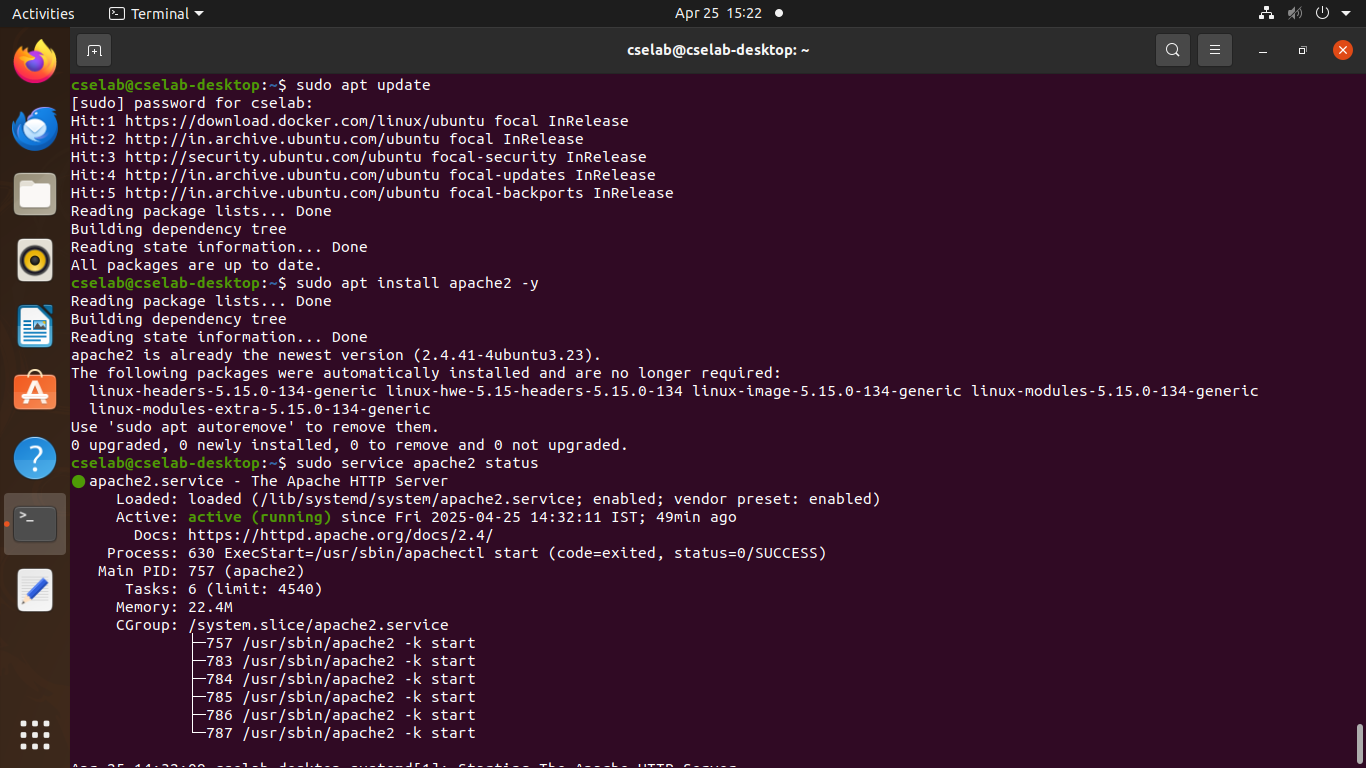 Activities
Terminal
Apr 25 15:22
cselab@cselab-desktop: ~
cselab@cselab-desktop:~$ sudo apt update
[sudo] password for cselab:
Hit:1 https://download.docker.com/linux/ubuntu focal InRelease
Hit:2 http://in.archive.ubuntu.com/ubuntu focal InRelease
Hit:3 http://security.ubuntu.com/ubuntu focal-security InRelease
Hit:4 http://in.archive.ubuntu.com/ubuntu focal-updates InRelease
Hit:5 http://in.archive.ubuntu.com/ubuntu focal-backports InRelease
Reading package lists... Done
Building dependency tree
Reading state information... Done
All packages are up to date.
cselab@cselab-desktop:~$ sudo apt install apache2 -y
Reading package lists... Done
Building dependency tree
Reading state information... Done
apache2 is already the newest version (2.4.41-4ubuntu3.23).
The following packages were automatically installed and are no longer required:
  linux-headers-5.15.0-134-generic linux-hwe-5.15-headers-5.15.0-134 linux-image-5.15.0-134-generic linux-modules-5.15.0-134-generic
  linux-modules-extra-5.15.0-134-generic
Use 'sudo apt autoremove' to remove them.
0 upgraded, 0 newly installed, 0 to remove and 0 not upgraded.
cselab@cselab-desktop:~$ sudo service apache2 status
● apache2.service - The Apache HTTP Server
     Loaded: loaded (/lib/systemd/system/apache2.service; enabled; vendor preset: enabled)
     Active: active (running) since Fri 2025-04-25 14:32:11 IST; 49min ago
       Docs: https://httpd.apache.org/docs/2.4/
    Process: 630 ExecStart=/usr/sbin/apachectl start (code=exited, status=0/SUCCESS)
   Main PID: 757 (apache2)
      Tasks: 6 (limit: 4540)
     Memory: 22.4M
     CGroup: /system.slice/apache2.service
             ├─757 /usr/sbin/apache2 -k start
             ├─783 /usr/sbin/apache2 -k start
             ├─784 /usr/sbin/apache2 -k start
             ├─785 /usr/sbin/apache2 -k start
             ├─786 /usr/sbin/apache2 -k start
             └─787 /usr/sbin/apache2 -k start
Apr 25 cselab-desktop systemd[1]: Starting The Apache HTTP Server